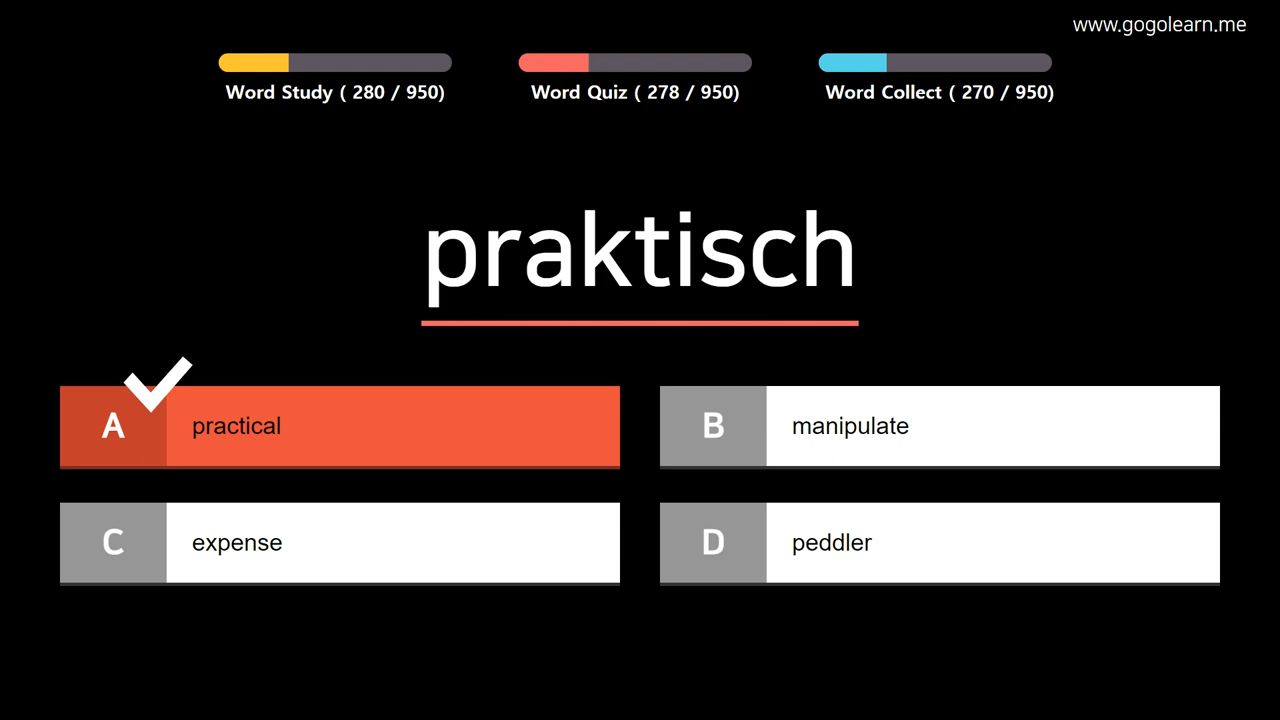 www.gogolearn.me
Word Study ( 280 / 950)
Word Quiz ( 278 / 950)
Word Collect ( 270 / 950)
praktisch
A practical
B manipulate
C expense
D peddler